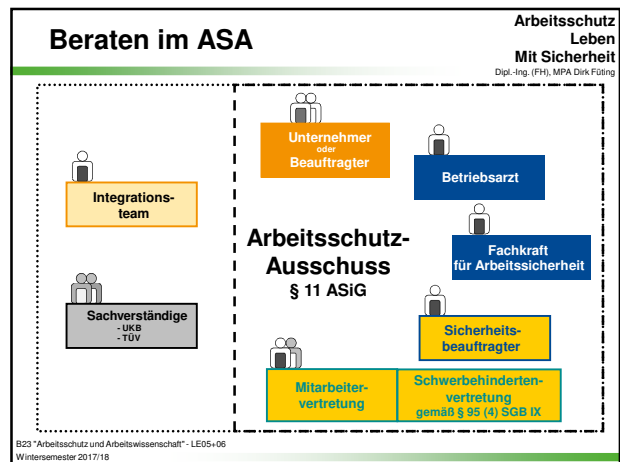 Beraten im ASA
Arbeitsschutz
Leben
Mit Sicherheit
Dipl.-Ing. (FH), MPA Dirk Füting
Unternehmer
oder
Beauftragter
Betriebsarzt
Integrations-
team
Arbeitsschutz-
Ausschuss
§ 11 ASiG
Fachkraft
für Arbeitssicherheit
Sachverständige
- UKB
- TÜV
Sicherheits-
beauftragter
Mitarbeiter-
vertretung
Schwerbehinderten-
vertretung
gemäß § 95 (4) SGB IX
B23 "Arbeitsschutz und Arbeitswissenschaft" - LE05+06
Wintersemester 2017/18